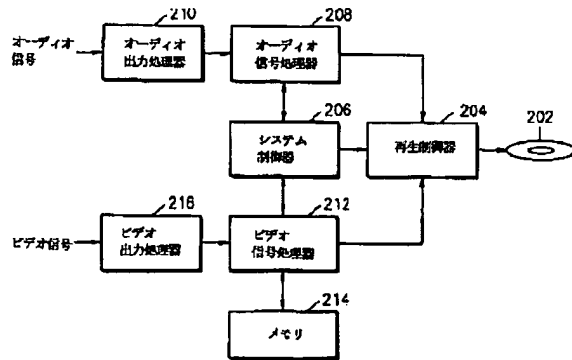 210
208
オーディオ
信号
オーディオ
出力処理器
オーディオ
信号処理器
206
204
202
システム
制御器
再生制御器
216
212
ビデオ信号
ビデオ
出力処理器
ビデオ
信号処理器
214
メモリ